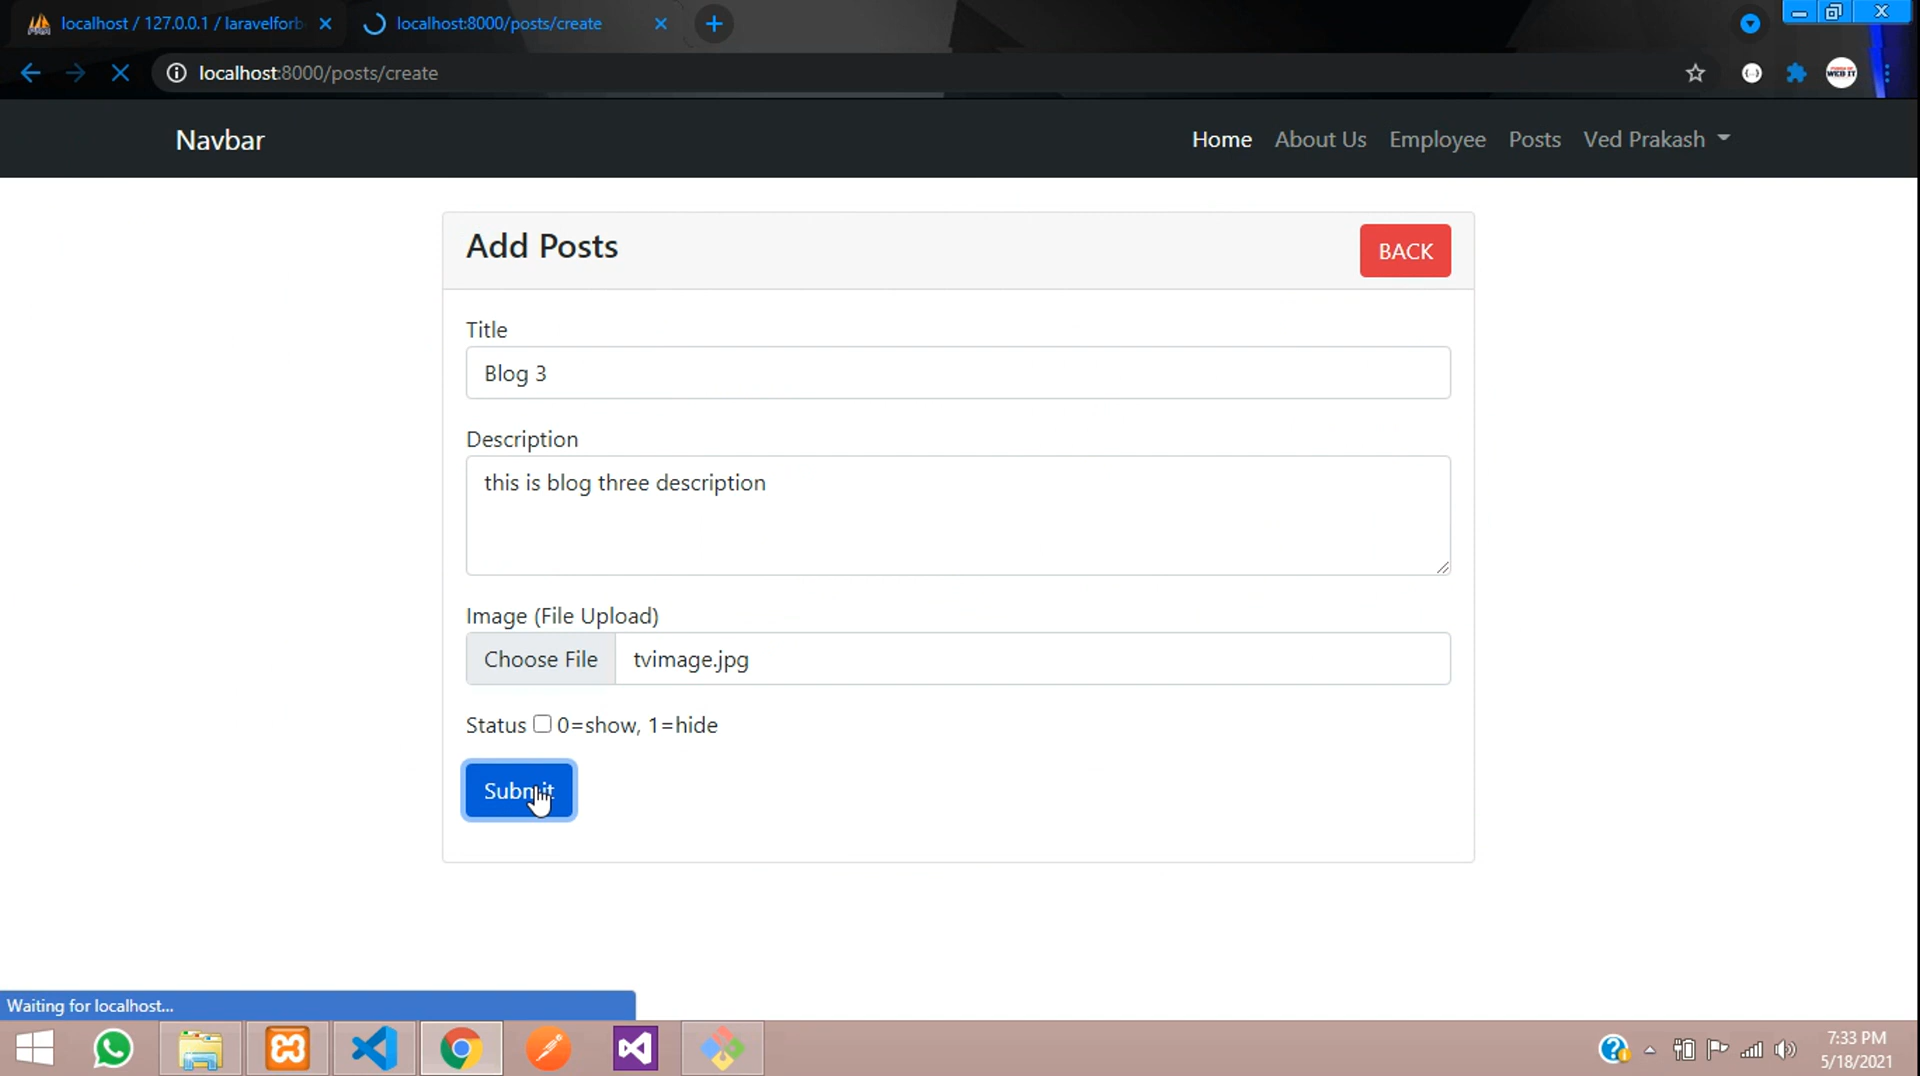 localhost / 127.0.0.1 / laravelforb
localhost:8000/posts/create
localhost:8000/posts/create
WEB IT
Navbar
Home
About Us
Employee
Posts
Ved Prakash
Add Posts
BACK
Title
Blog 3
Description
this is blog three description
Image (File Upload)
Choose File
tvimage.jpg
Status 0=show, 1=hide
Submit
Waiting for localhost...
7:33 PM
5/18/2021